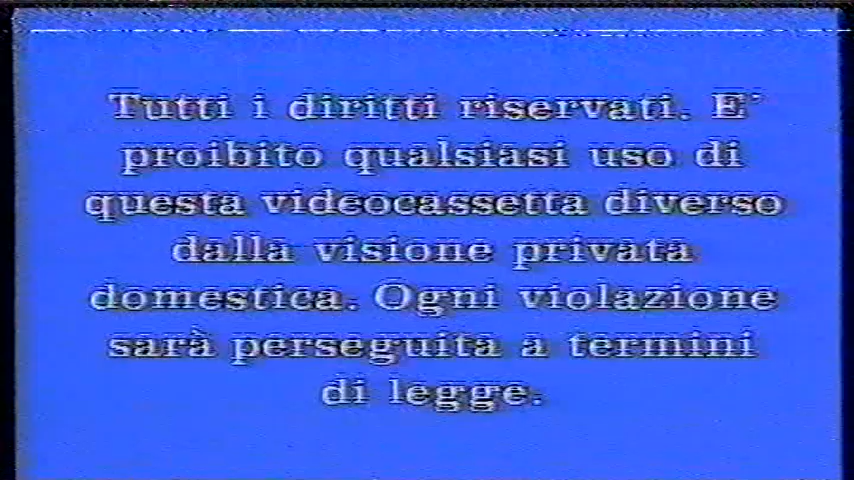 Tutti i diritti riservati. E'
proibito qualsiasi uso di
questa videocassetta diverso
dalla visione privata
domestica. Ogni violazione
sarà perseguita a termini
di legge.